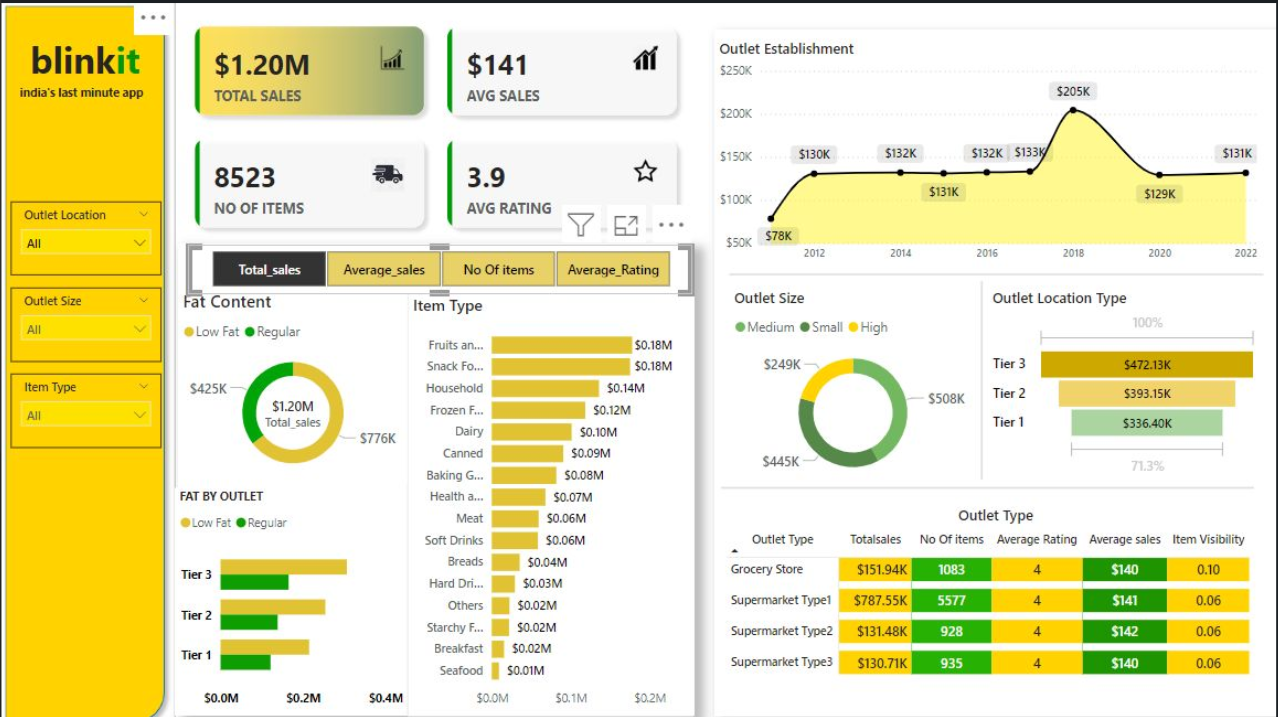 blinkit
india's last minute app
Outlet Location
All
Outlet Size
All
Item Type
All
$1.20M
TOTAL SALES
$141
AVG SALES
8523
NO OF ITEMS
3.9
AVG RATING
Total_sales Average_sales No Of items Average_Rating
Fat Content
Low Fat Regular
$425K
$1.20M
Total_sales
$776K
FAT BY OUTLET
Low Fat Regular
Tier 3
Tier 2
Tier 1
$0.0M $0.2M $0.4M
Item Type
Fruits an... $0.18M
Snack Fo... $0.18M
Household $0.14M
Frozen F... $0.12M
Dairy $0.10M
Canned $0.09M
Baking G... $0.08M
Health a... $0.07M
Meat $0.06M
Soft Drinks $0.06M
Breads $0.04M
Hard Dri... $0.03M
Others $0.02M
Starchy F... $0.02M
Breakfast $0.02M
Seafood $0.01M
$0.0M $0.1M $0.2M
Outlet Establishment
$250K
$200K
$150K
$100K
$50K
$78K
$130K
$132K
$131K
$132K
$133K
$205K
$129K
$131K
2012 2014 2016 2018 2020 2022
Outlet Size
Medium Small High
$249K
$508K
$445K
Outlet Location Type
100%
Tier 3 $472.13K
Tier 2 $393.15K
Tier 1 $336.40K
71.3%
Outlet Type
Outlet Type Totalsales No Of items Average Rating Average sales Item Visibility
Grocery Store $151.94K 1083 4 $140 0.10
Supermarket Type1 $787.55K 5577 4 $141 0.06
Supermarket Type2 $131.48K 928 4 $142 0.06
Supermarket Type3 $130.71K 935 4 $140 0.06